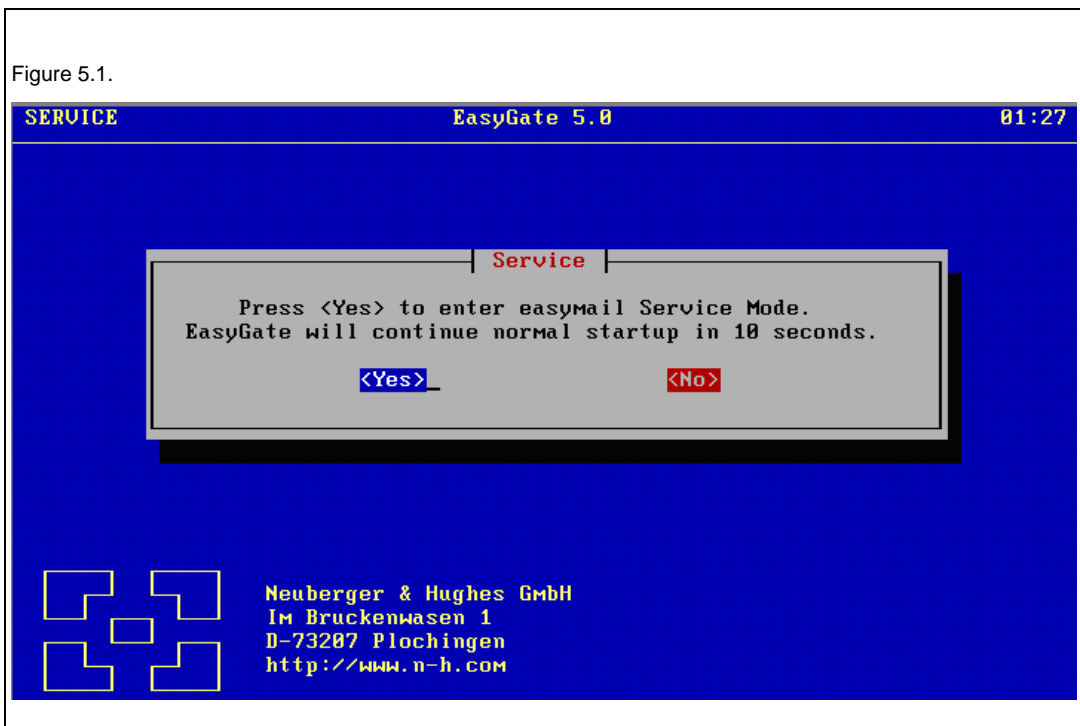 Figure 5.1.
SERVICE EasyGate 5.0 01:27
Service
Press <Yes> to enter easymail Service Mode.
EasyGate will continue normal startup in 10 seconds.
<Yes> <No>
Neuberger & Hughes GmbH
Im Bruckenwasen 1
D-73207 Plochingen
http://www.n-h.com